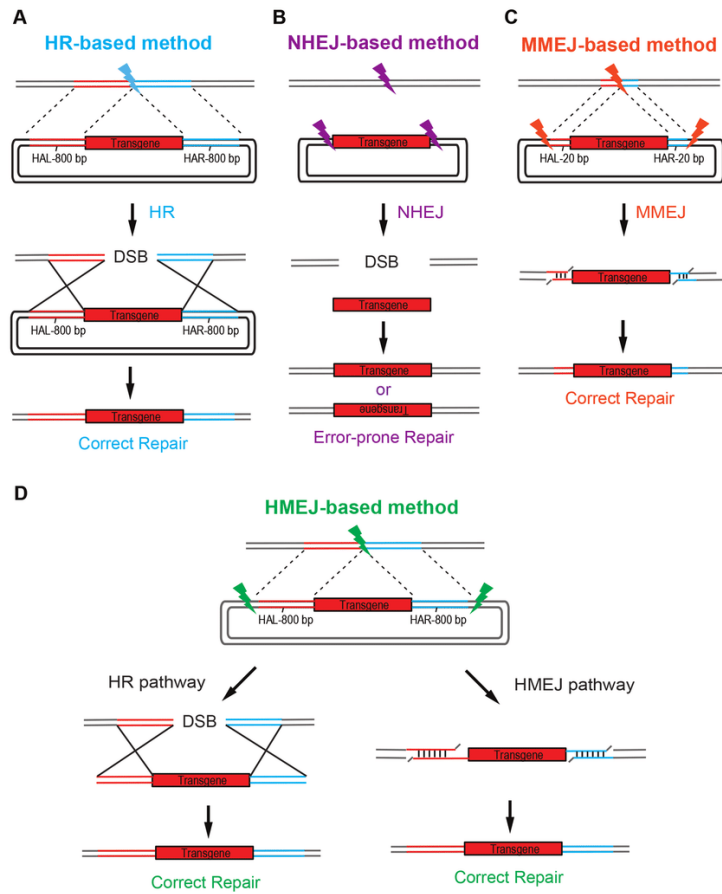 A
HR-based method
Transgene
HAL-800 bp
HAR-800 bp
HR
DSB
Transgene
HAL-800 bp
HAR-800 bp
Transgene
Correct Repair
B
NHEJ-based method
Transgene
NHEJ
DSB
Transgene
Transgene
or
Transgene
Error-prone Repair
C
MMEJ-based method
Transgene
HAL-20 bp
HAR-20 bp
MMEJ
Transgene
Transgene
Correct Repair
D
HMEJ-based method
Transgene
HAL-800 bp
HAR-800 bp
HR pathway
DSB
Transgene
Transgene
Correct Repair
HMEJ pathway
Transgene
Transgene
Correct Repair